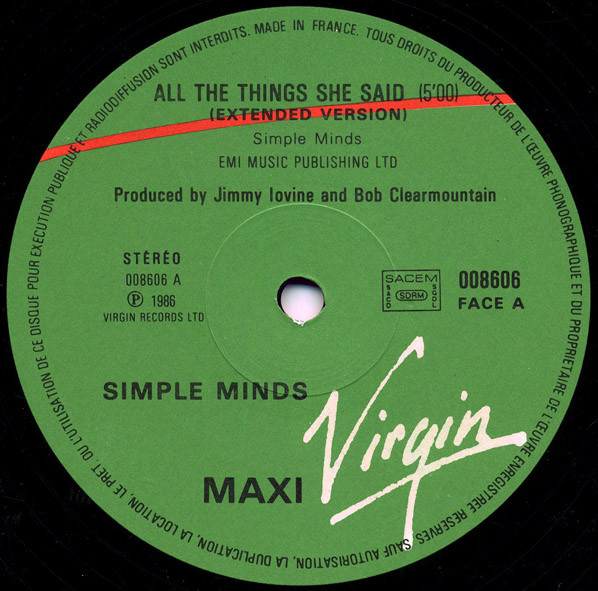 ALL THE THINGS SHE SAID (5'00)
(EXTENDED VERSION)
Simple Minds
EMI MUSIC PUBLISHING LTD
Produced by Jimmy Iovine and Bob Clearmountain
STÉRÉO
008606 A
℗ 1986
VIRGIN RECORDS LTD
SACEM
SACD
SDRM
SGDL
008606
FACE A
SIMPLE MINDS
Virgin
MAXI
MADE IN FRANCE. TOUS DROITS DU PRODUCTEUR DE L'ŒUVRE PHONOGRAPHIQUE ET DU PROPRIETAIRE DE L'ŒUVRE ENREGISTREE RESERVES. SAUF AUTORISATION, LA DUPLICATION, LA LOCATION, LE PRET, OU L'UTILISATION DE CE DISQUE POUR EXECUTION PUBLIQUE ET RADIODIFFUSION SONT INTERDITS.